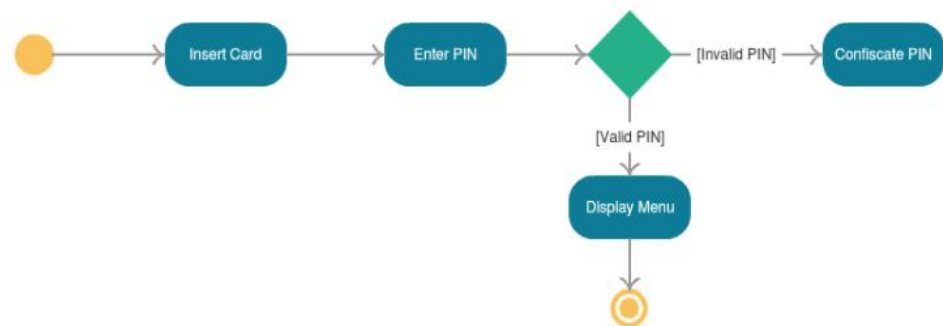 Insert Card
Enter PIN
[Invalid PIN]
Confiscate PIN
[Valid PIN]
Display Menu